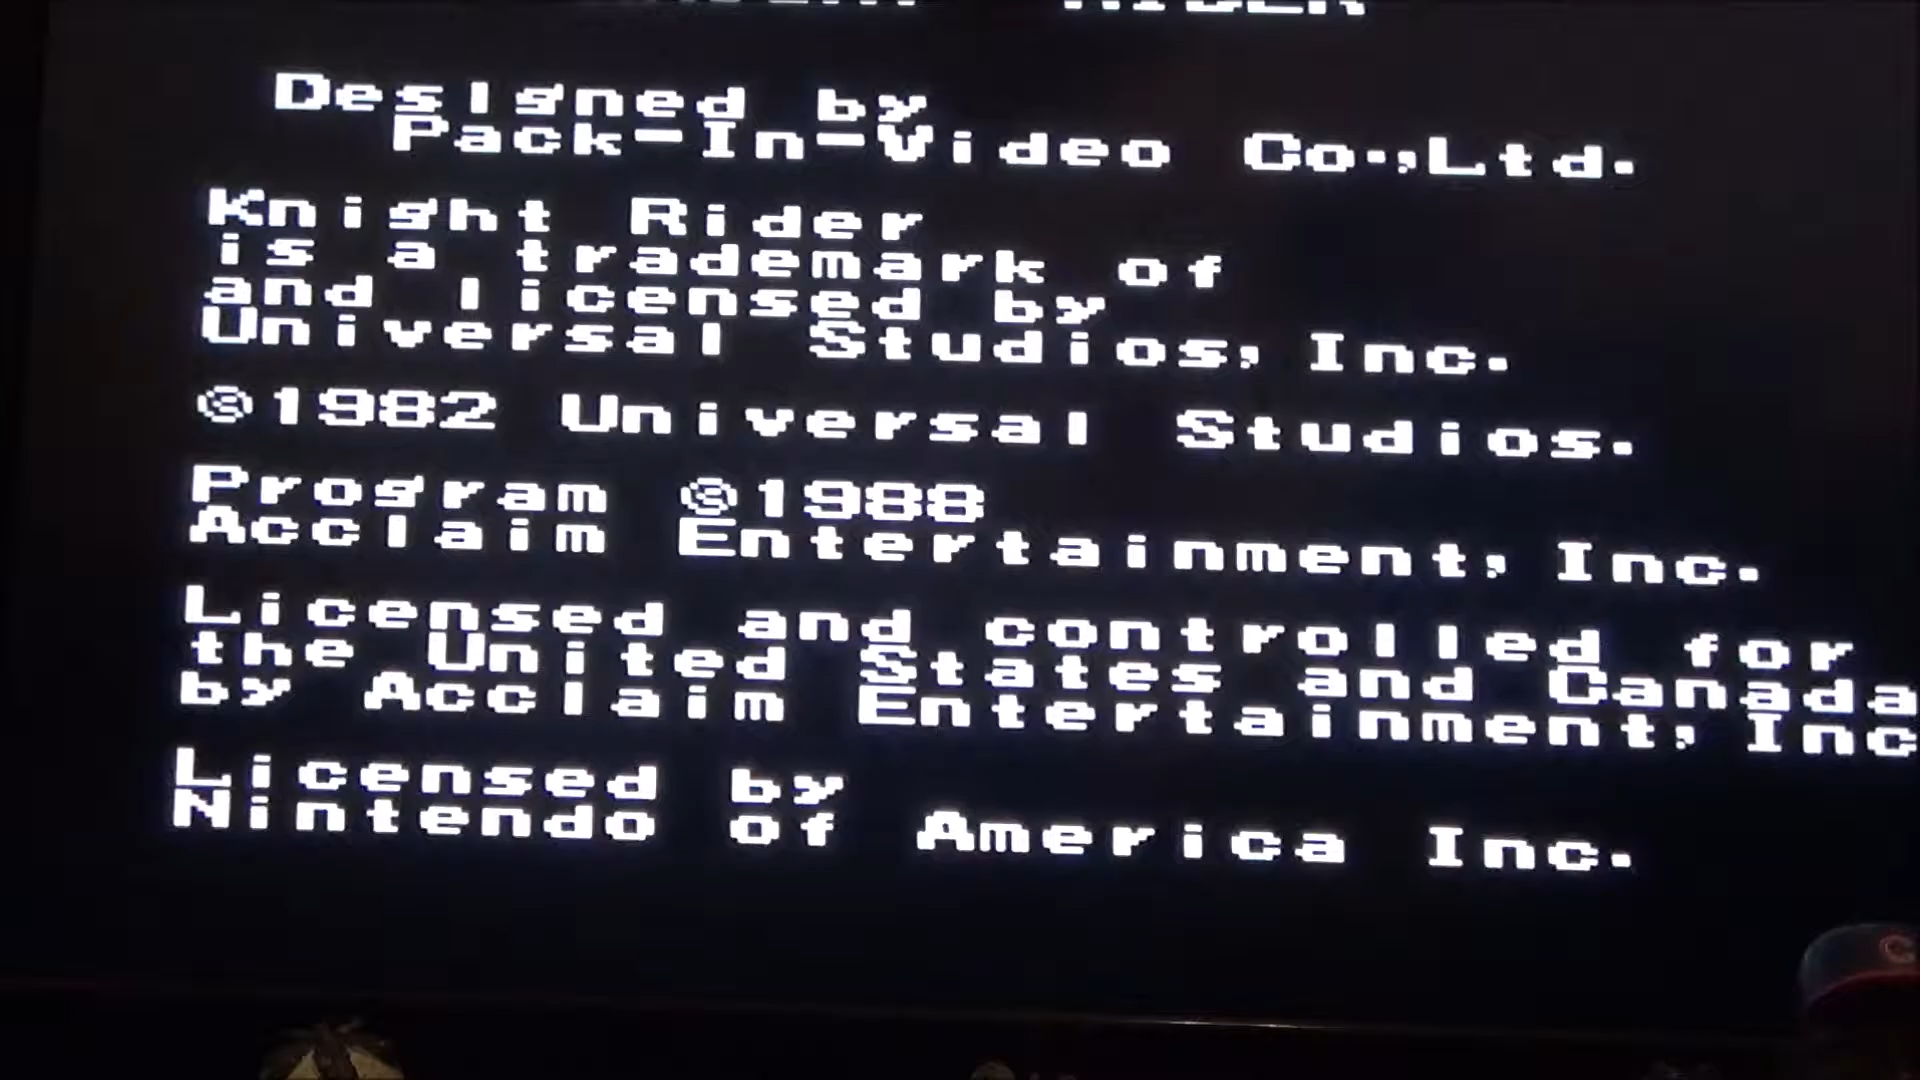 RIDER
Designed by
Pack-In-Video Co.,Ltd.
Knight Rider
is a trademark of
and licensed by
Universal Studios, Inc.
©1982 Universal Studios.
Program ©1988
Acclaim Entertainment, Inc.
Licensed and controlled for
the United States and Canada
by Acclaim Entertainment, Inc
Licensed by
Nintendo of America Inc.
C